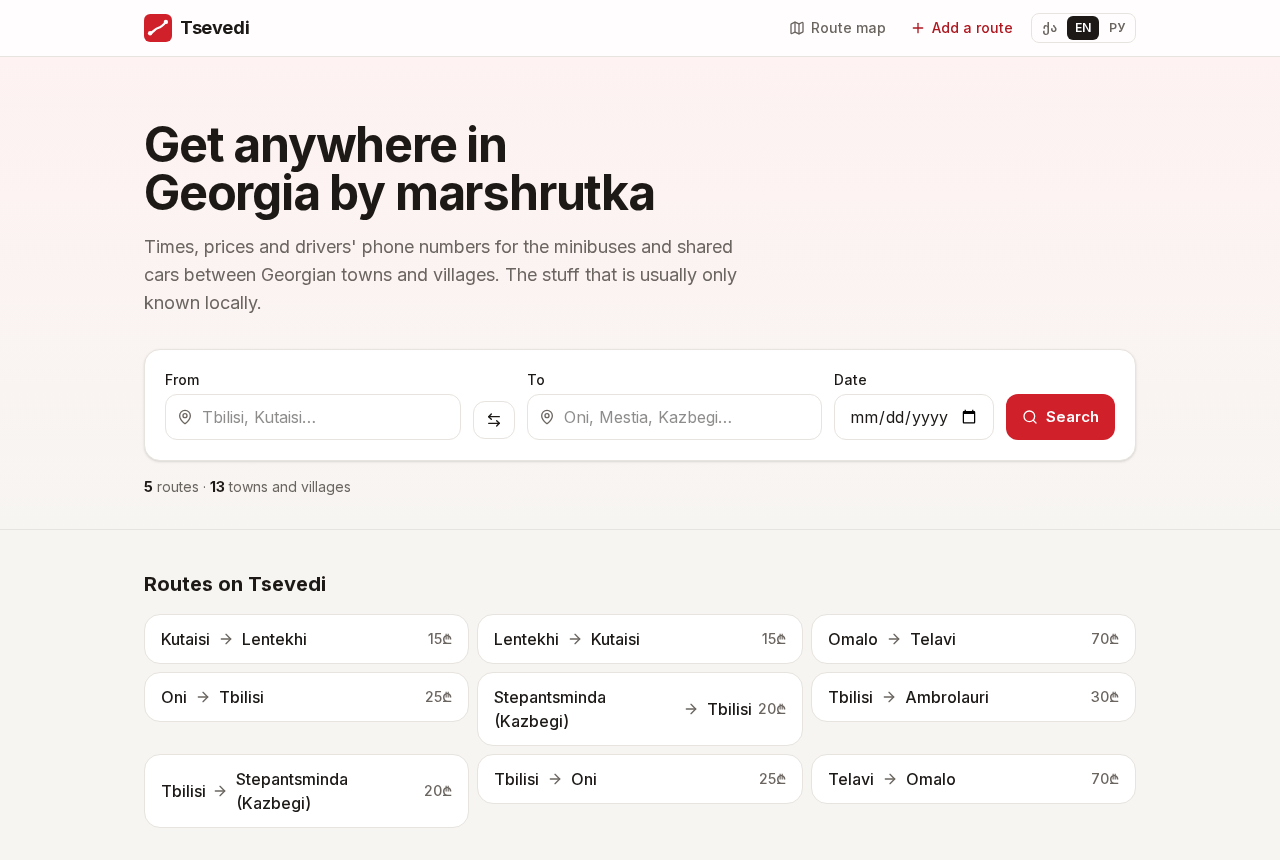 Tsevedi
Route map
Add a route
ქა
EN
РУ
Get anywhere in
Georgia by marshrutka
Times, prices and drivers' phone numbers for the minibuses and shared
cars between Georgian towns and villages. The stuff that is usually only
known locally.
From
Tbilisi, Kutaisi…
To
Oni, Mestia, Kazbegi…
Date
mm/dd/yyyy
Search
5 routes · 13 towns and villages
Routes on Tsevedi
Kutaisi → Lentekhi 15₾
Lentekhi → Kutaisi 15₾
Omalo → Telavi 70₾
Oni → Tbilisi 25₾
Stepantsminda
(Kazbegi) → Tbilisi 20₾
Tbilisi → Ambrolauri 30₾
Tbilisi → Stepantsminda
(Kazbegi) 20₾
Tbilisi → Oni 25₾
Telavi → Omalo 70₾